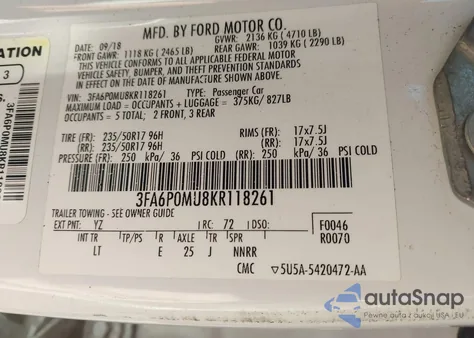 MFD. BY FORD MOTOR CO.
09/18 GVWR: 2136 KG ( 4710 LB)
FRONT GAWR: 1118 KG ( 2465 LB) REAR GAWR: 1039 KG ( 2290 LB)
THIS VEHICLE CONFORMS TO ALL APPLICABLE FEDERAL MOTOR
VEHICLE SAFETY, BUMPER, AND THEFT PREVENTION STANDARDS IN
EFFECT ON THE DATE OF MANUFACTURE SHOWN ABOVE.
VIN: 3FA6P0MU8KR118261 TYPE: Passenger Car
MAXIMUM LOAD = OCCUPANTS + LUGGAGE = 375KG/ 827LB
OCCUPANTS = 5 TOTAL; 2 FRONT, 3 REAR
TIRE (FR): 235/50R17 96H RIMS (FR): 17x7.5J
(RR): 235/50R17 96H (RR): 17x7.5J
PRESSURE (FR): 250 kPa/ 36 PSI COLD (RR): 250 kPa/ 36 PSI COLD
3FA6P0MU8KR118261
TRAILER TOWING - SEE OWNER GUIDE
EXT PNT: YZ RC: 72 DSO: F0046
R0070
INT TR TP/PS R AXLE TR SPR
LT E 25 J NNRR
CMC 5U5A-5420472-AA
3
autoSnap